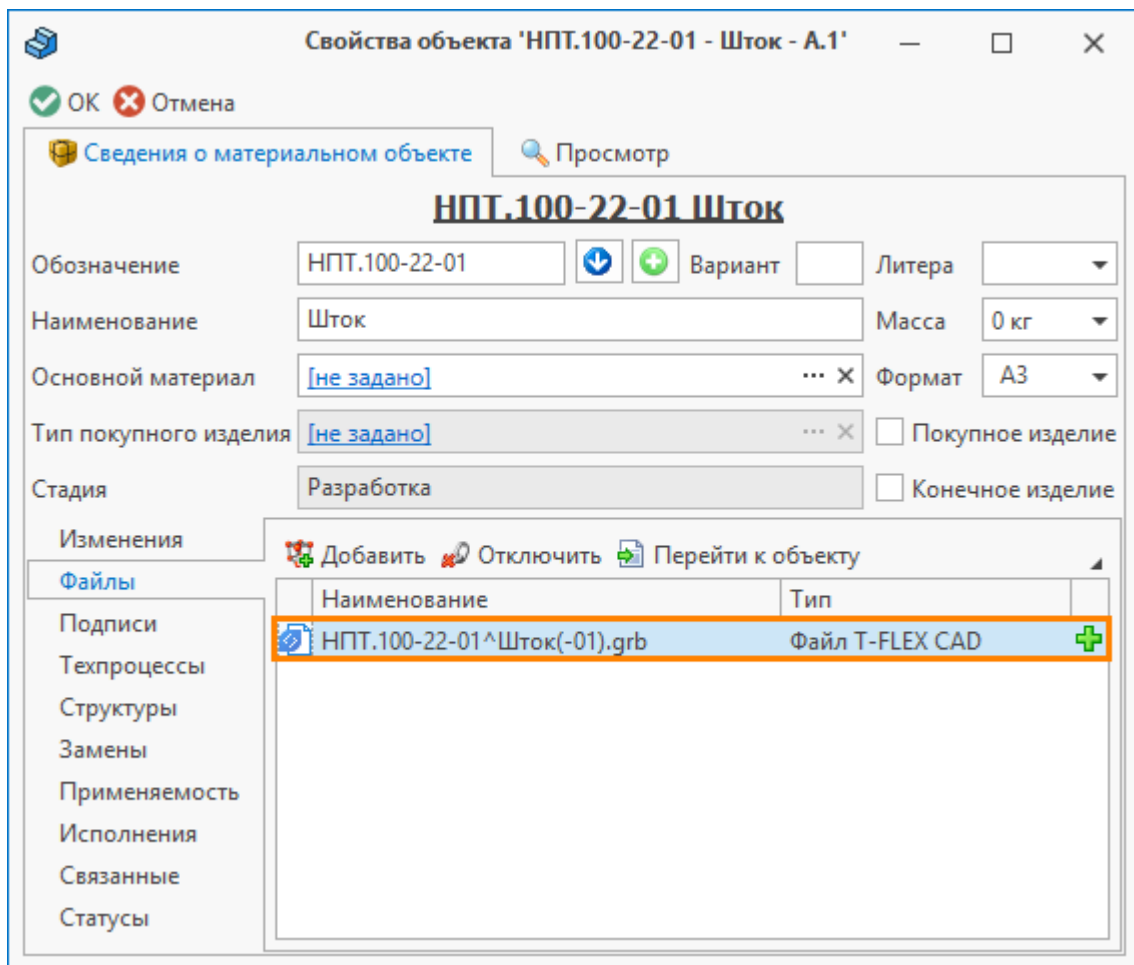 Свойства объекта 'НПТ.100-22-01 - Шток - А.1'
ОК Отмена
Сведения о материальном объекте Просмотр
НПТ.100-22-01 Шток
Обозначение НПТ.100-22-01 Вариант Литера
Наименование Шток Масса 0 кг
Основной материал [не задано] Формат А3
Тип покупного изделия [не задано] Покупное изделие
Стадия Разработка Конечное изделие
Изменения
Файлы
Подписи
Техпроцессы
Структуры
Замены
Применяемость
Исполнения
Связанные
Статусы
Добавить Отключить Перейти к объекту
Наименование Тип
НПТ.100-22-01^Шток(-01).grb Файл T-FLEX CAD